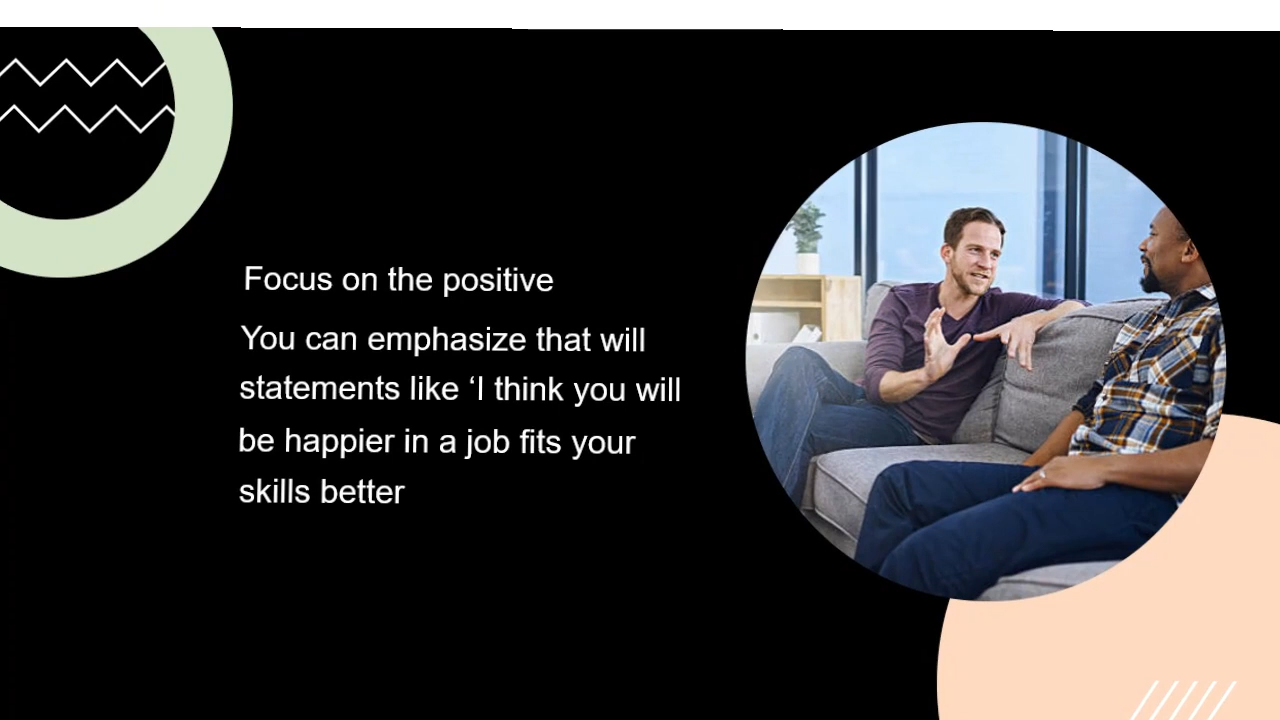 Focus on the positive
You can emphasize that will
statements like ‘I think you will
be happier in a job fits your
skills better